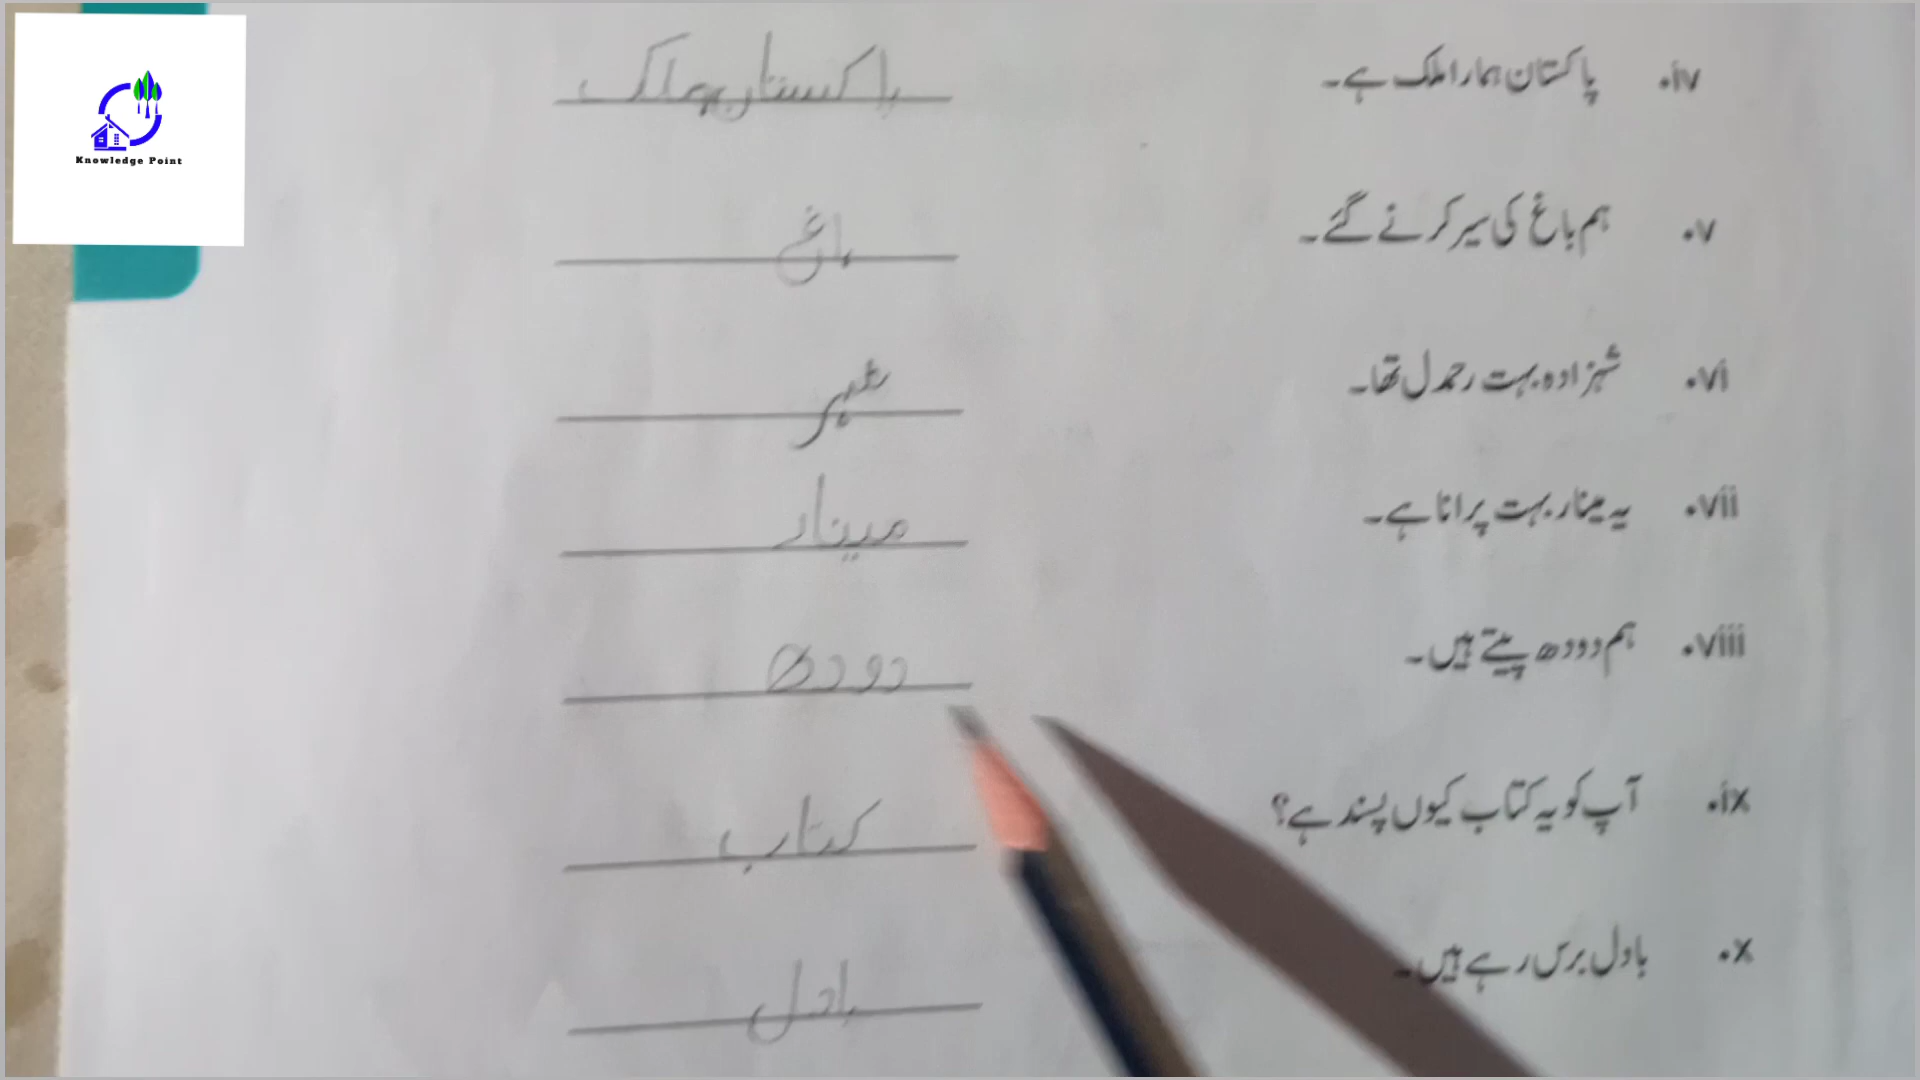 Knowledge Point
iv. پاکستان ہمارا ملک ہے۔
پاکستان، ملک
v. ہم باغ کی سیر کرنے گئے۔
باغ
vi. شہزادہ بہت رحمدل تھا۔
vii. یہ مینار بہت پرانا ہے۔
مینار
viii. ہم دودھ پیتے ہیں۔
دودھ
ix. آپ کو یہ کتاب کیوں پسند ہے؟
کتاب
x. بادل برس رہے ہیں۔
بادل